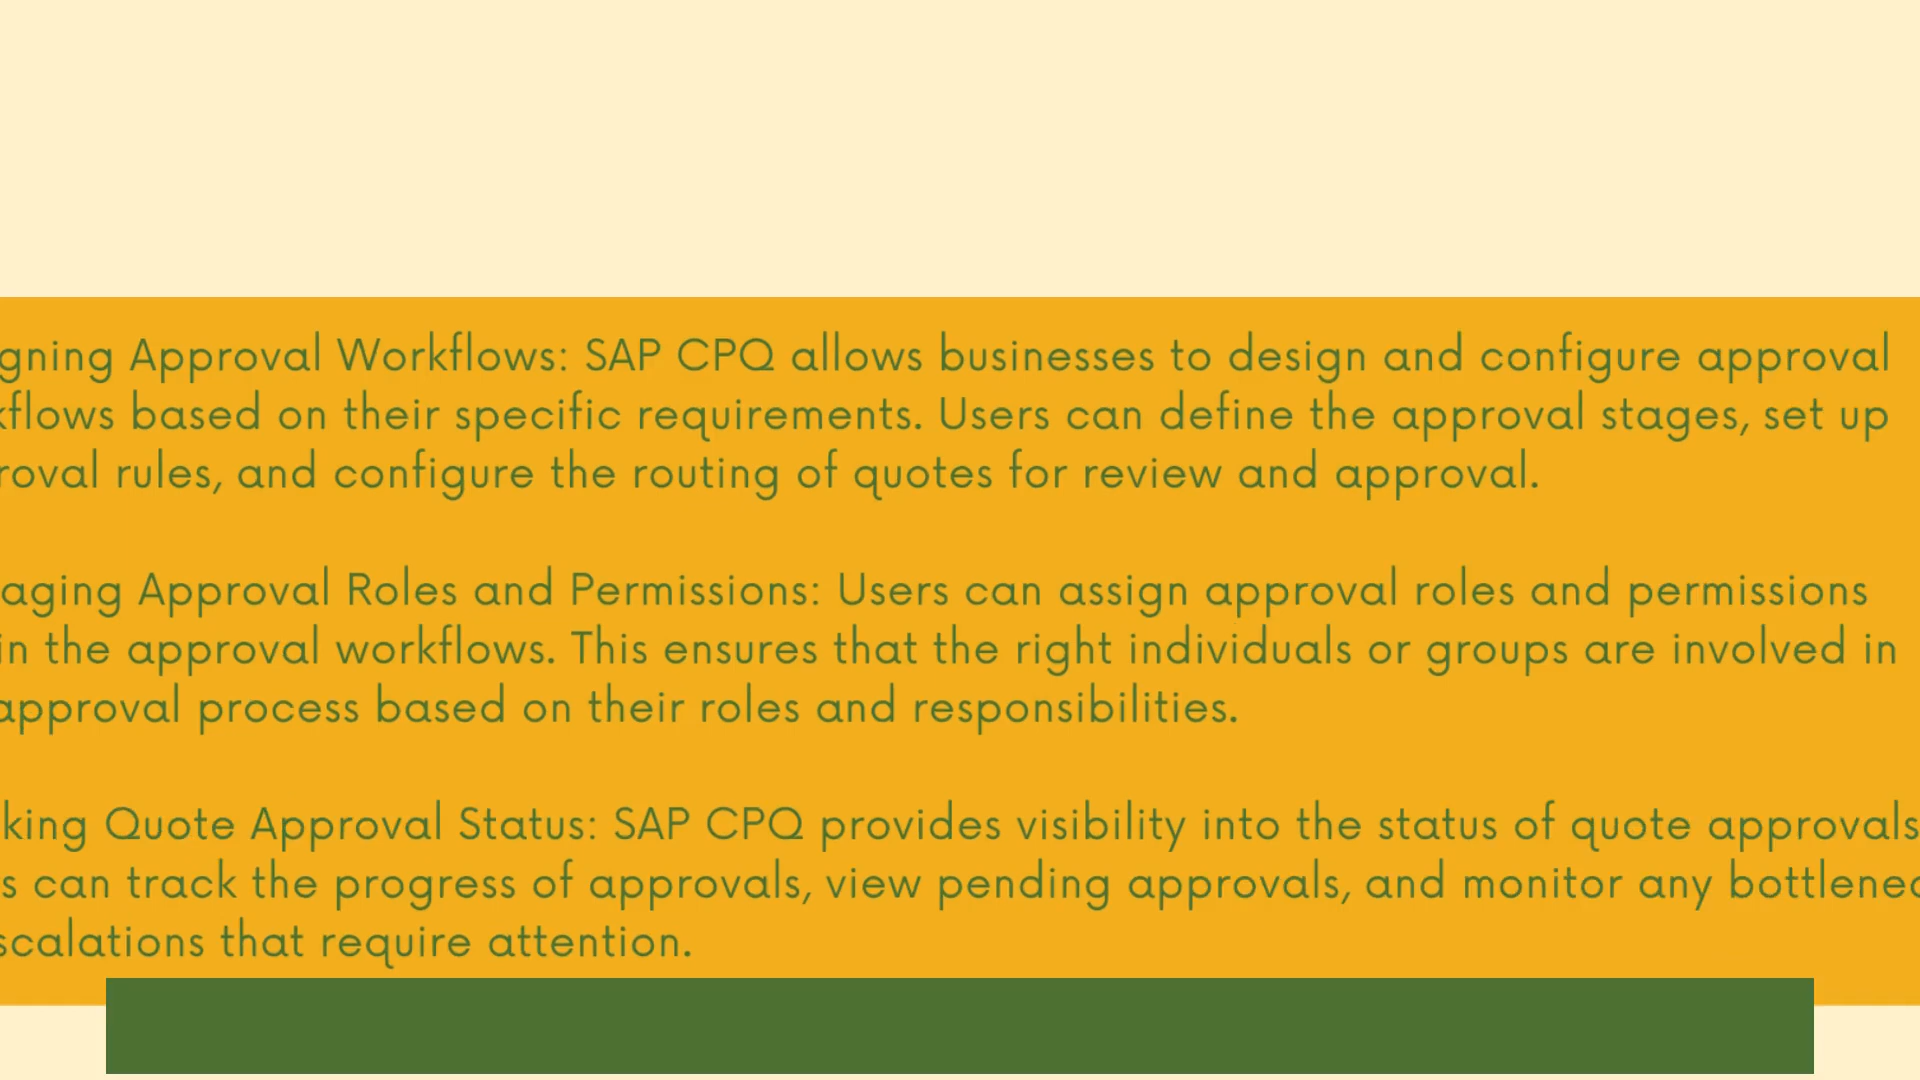 gning Approval Workflows: SAP CPQ allows businesses to design and configure approval
kflows based on their specific requirements. Users can define the approval stages, set up
roval rules, and configure the routing of quotes for review and approval.
aging Approval Roles and Permissions: Users can assign approval roles and permissions
in the approval workflows. This ensures that the right individuals or groups are involved in
approval process based on their roles and responsibilities.
king Quote Approval Status: SAP CPQ provides visibility into the status of quote approvals
s can track the progress of approvals, view pending approvals, and monitor any bottlenec
scalations that require attention.